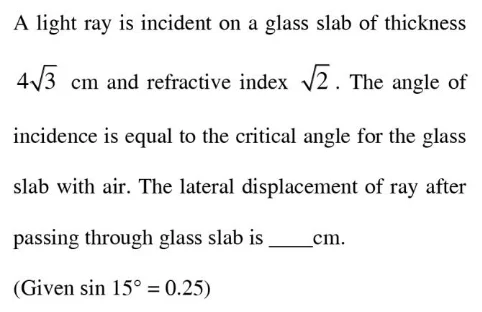 A light ray is incident on a glass slab of thickness
4√3 cm and refractive index √2. The angle of
incidence is equal to the critical angle for the glass
slab with air. The lateral displacement of ray after
passing through glass slab is ____cm.
(Given sin 15° = 0.25)